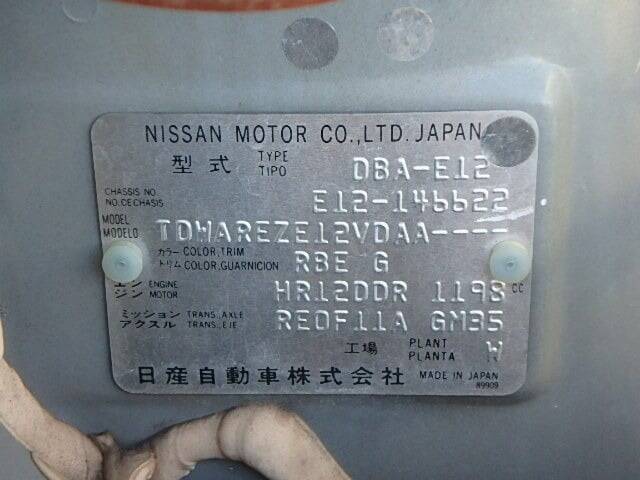 NISSAN MOTOR CO.,LTD. JAPAN
型式 TYPE TIPO DBA-E12
CHASSIS NO. NO. DE CHASIS E12-146622
MODEL MODELO TDWAREZE12VDAA----
カラー COLOR,TRIM トリム COLOR,GUARNICION RBE G
エンジン ENGINE MOTOR HR12DDR 1198 CC
ミッション アクスル TRANS.,AXLE TRANS.,EJE RE0F11A GM35
工場 PLANT PLANTA W
日産自動車株式会社 MADE IN JAPAN
89909